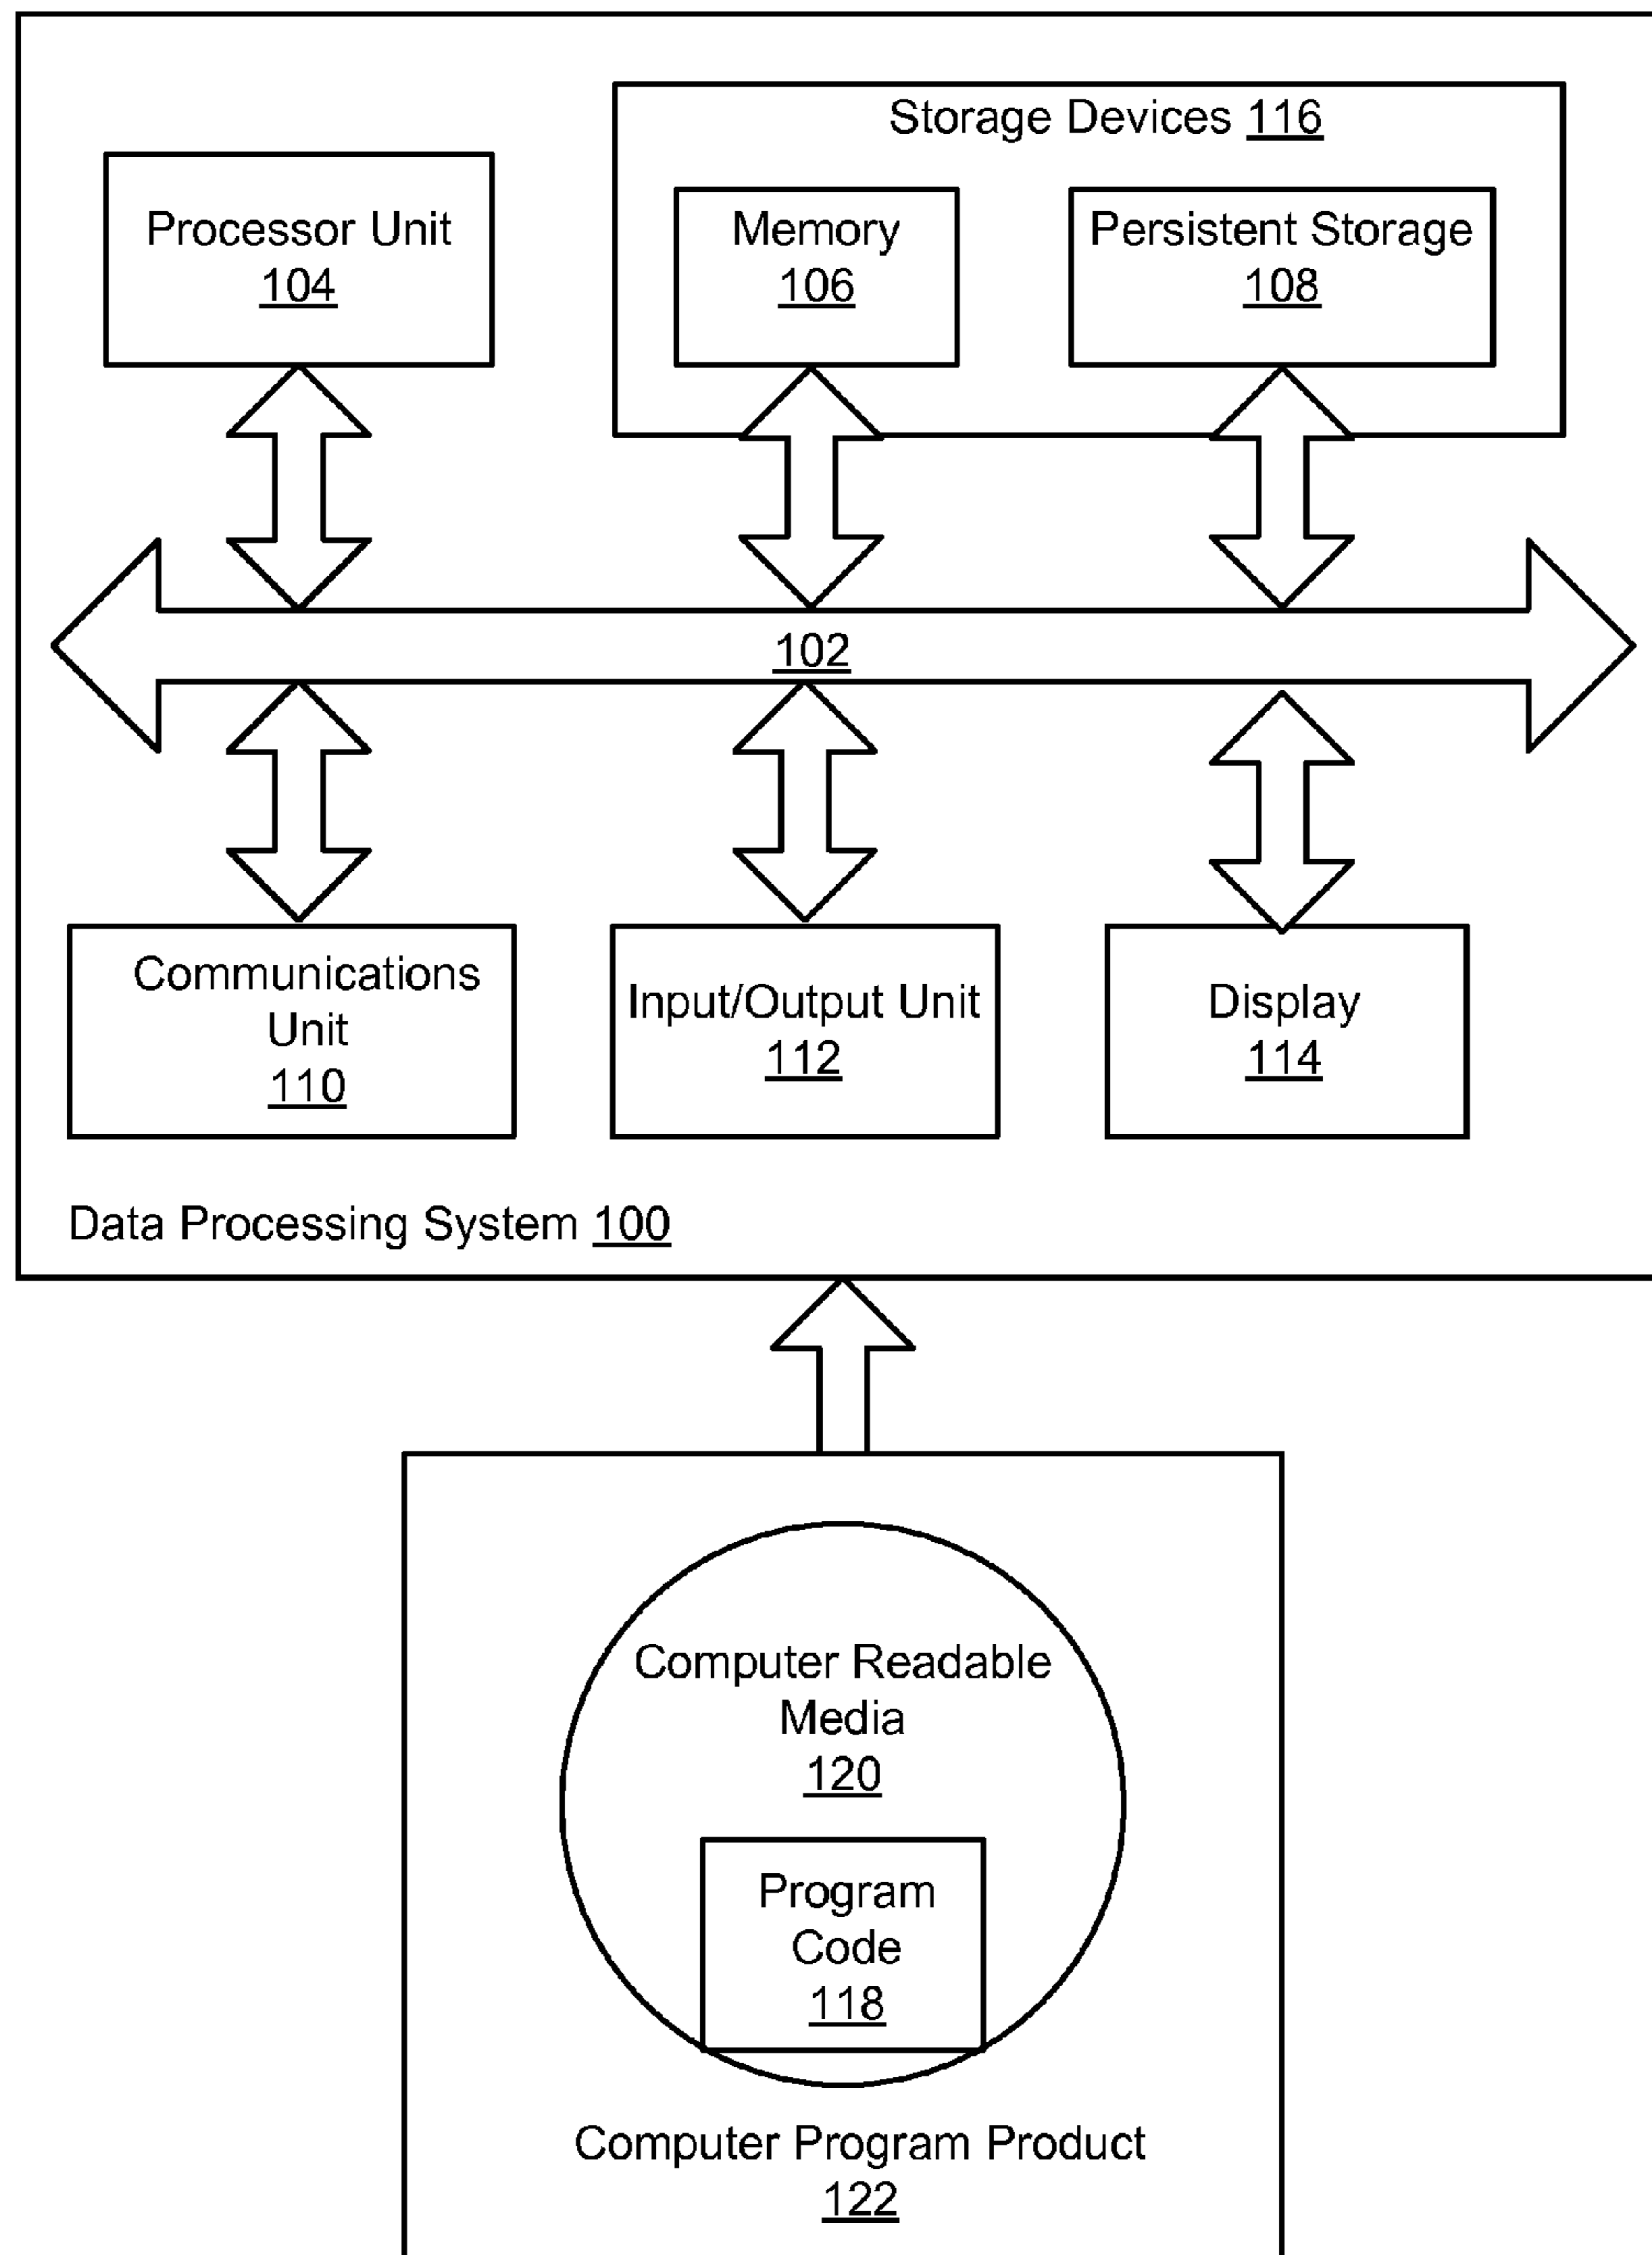 Storage Devices 116
Processor Unit
104
Memory
106
Persistent Storage
108
102
Communications
Unit
110
Input/Output Unit
112
Display
114
Data Processing System 100
Computer Readable
Media
120
Program
Code
118
Computer Program Product
122